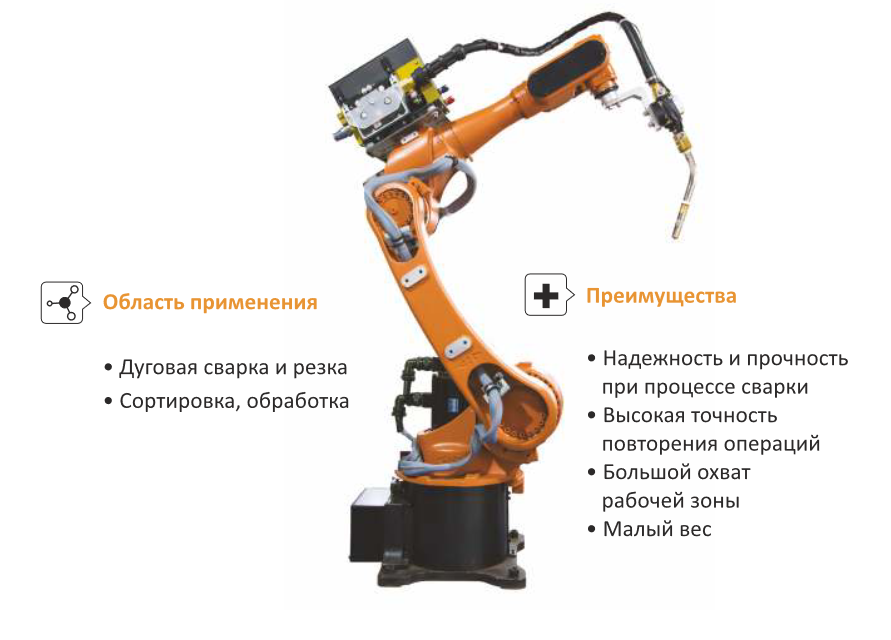 Область применения
• Дуговая сварка и резка
• Сортировка, обработка
Преимущества
• Надежность и прочность
при процессе сварки
• Высокая точность
повторения операций
• Большой охват
рабочей зоны
• Малый вес